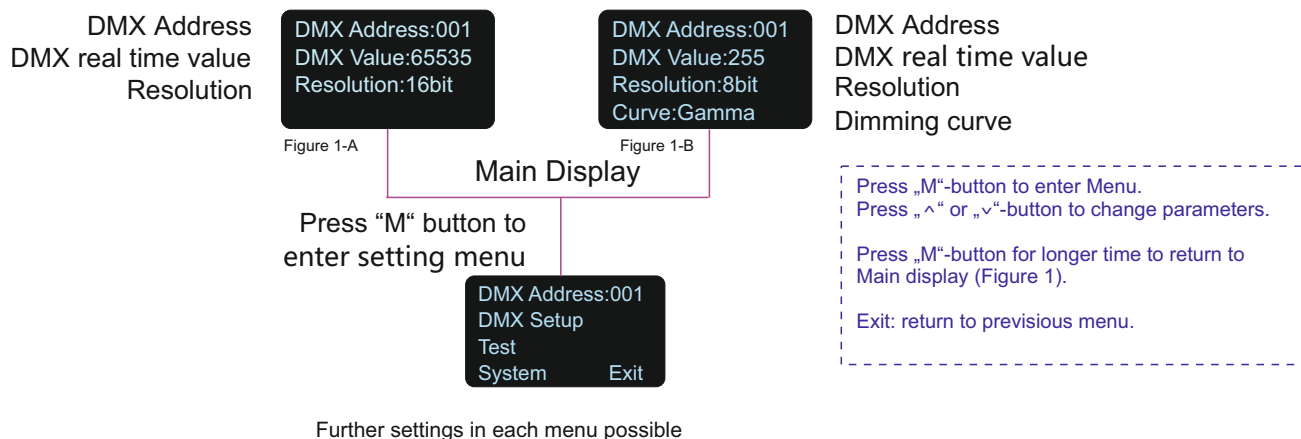 DMX Address
DMX real time value
Resolution
DMX Address:001
DMX Value:65535
Resolution:16bit
Figure 1-A
DMX Address:001
DMX Value:255
Resolution:8bit
Curve:Gamma
Figure 1-B
DMX Address
DMX real time value
Resolution
Dimming curve
Main Display
Press “M“ button to
enter setting menu
DMX Address:001
DMX Setup
Test
System Exit
Further settings in each menu possible
Press „M“-button to enter Menu.
Press „^“ or „˅“-button to change parameters.
Press „M“-button for longer time to return to
Main display (Figure 1).
Exit: return to previsious menu.